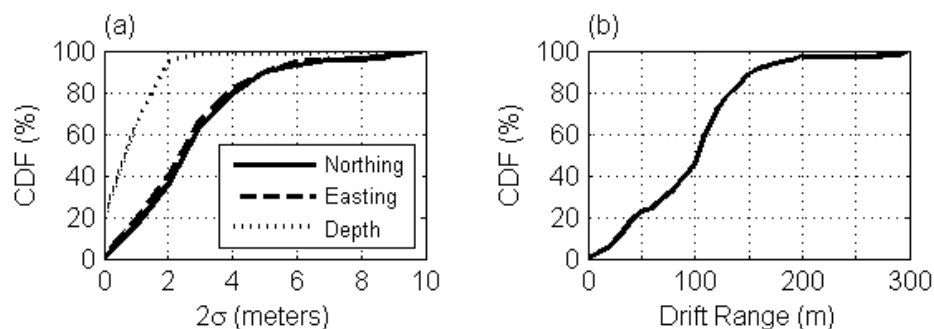 (a)
100
80
60
40
20
0
CDF (%)
Northing
Easting
Depth
0 2 4 6 8 10
2σ (meters)
(b)
100
80
60
40
20
0
CDF (%)
0 100 200 300
Drift Range (m)